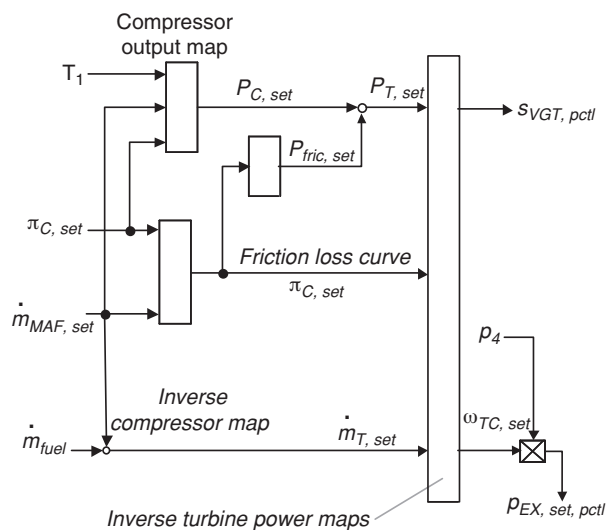 Compressor
output map
T1
PC, set
PT, set
sVGT, pctl
Pfric, set
πC, set
Friction loss curve
πC, set
ṁMAF, set
p4
Inverse
compressor map
ωTC, set
ṁfuel
ṁT, set
pEX, set, pctl
Inverse turbine power maps